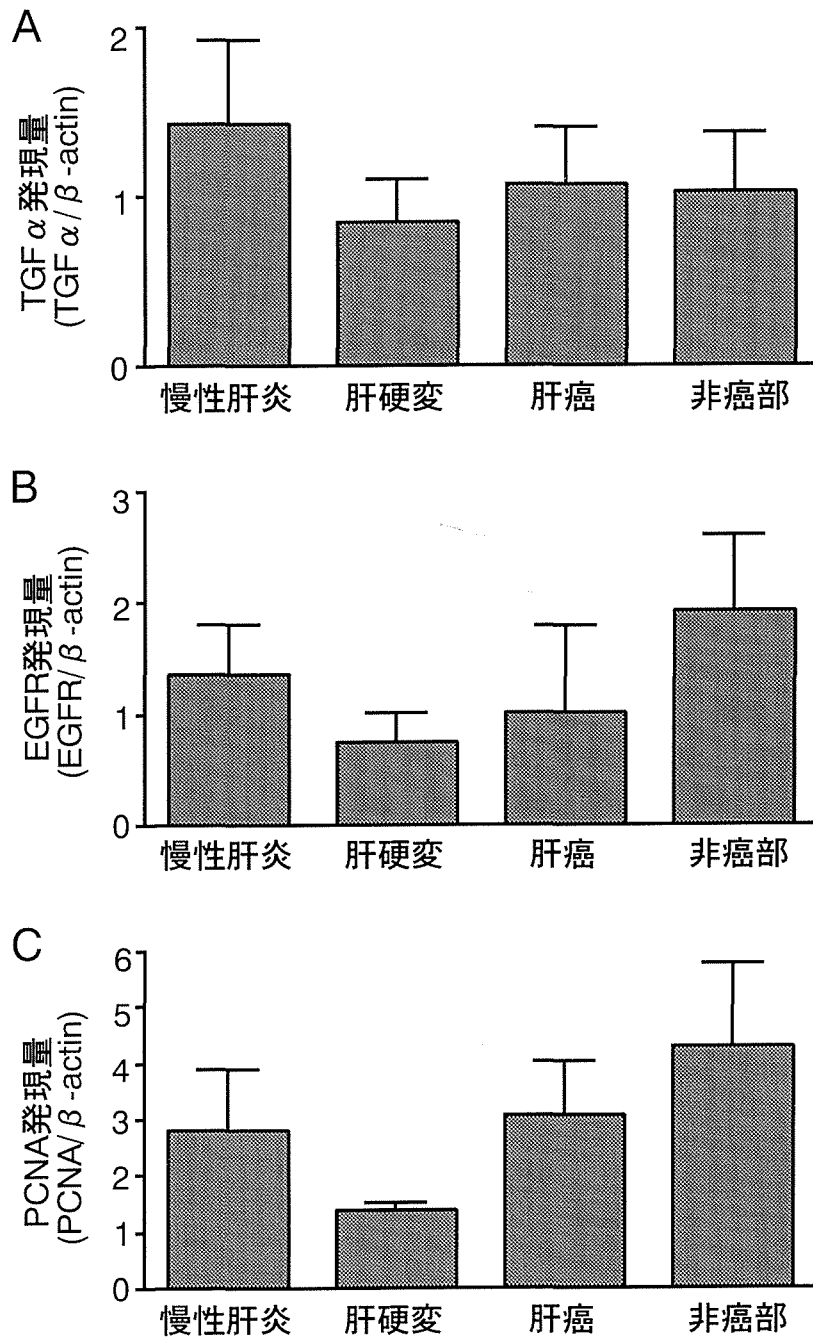 A
TGFα発現量
(TGFα/β-actin)
2
1
0
慢性肝炎 肝硬変 肝癌 非癌部
B
EGFR発現量
(EGFR/β-actin)
3
2
1
0
慢性肝炎 肝硬変 肝癌 非癌部
C
PCNA発現量
(PCNA/β-actin)
6
5
4
3
2
1
0
慢性肝炎 肝硬変 肝癌 非癌部